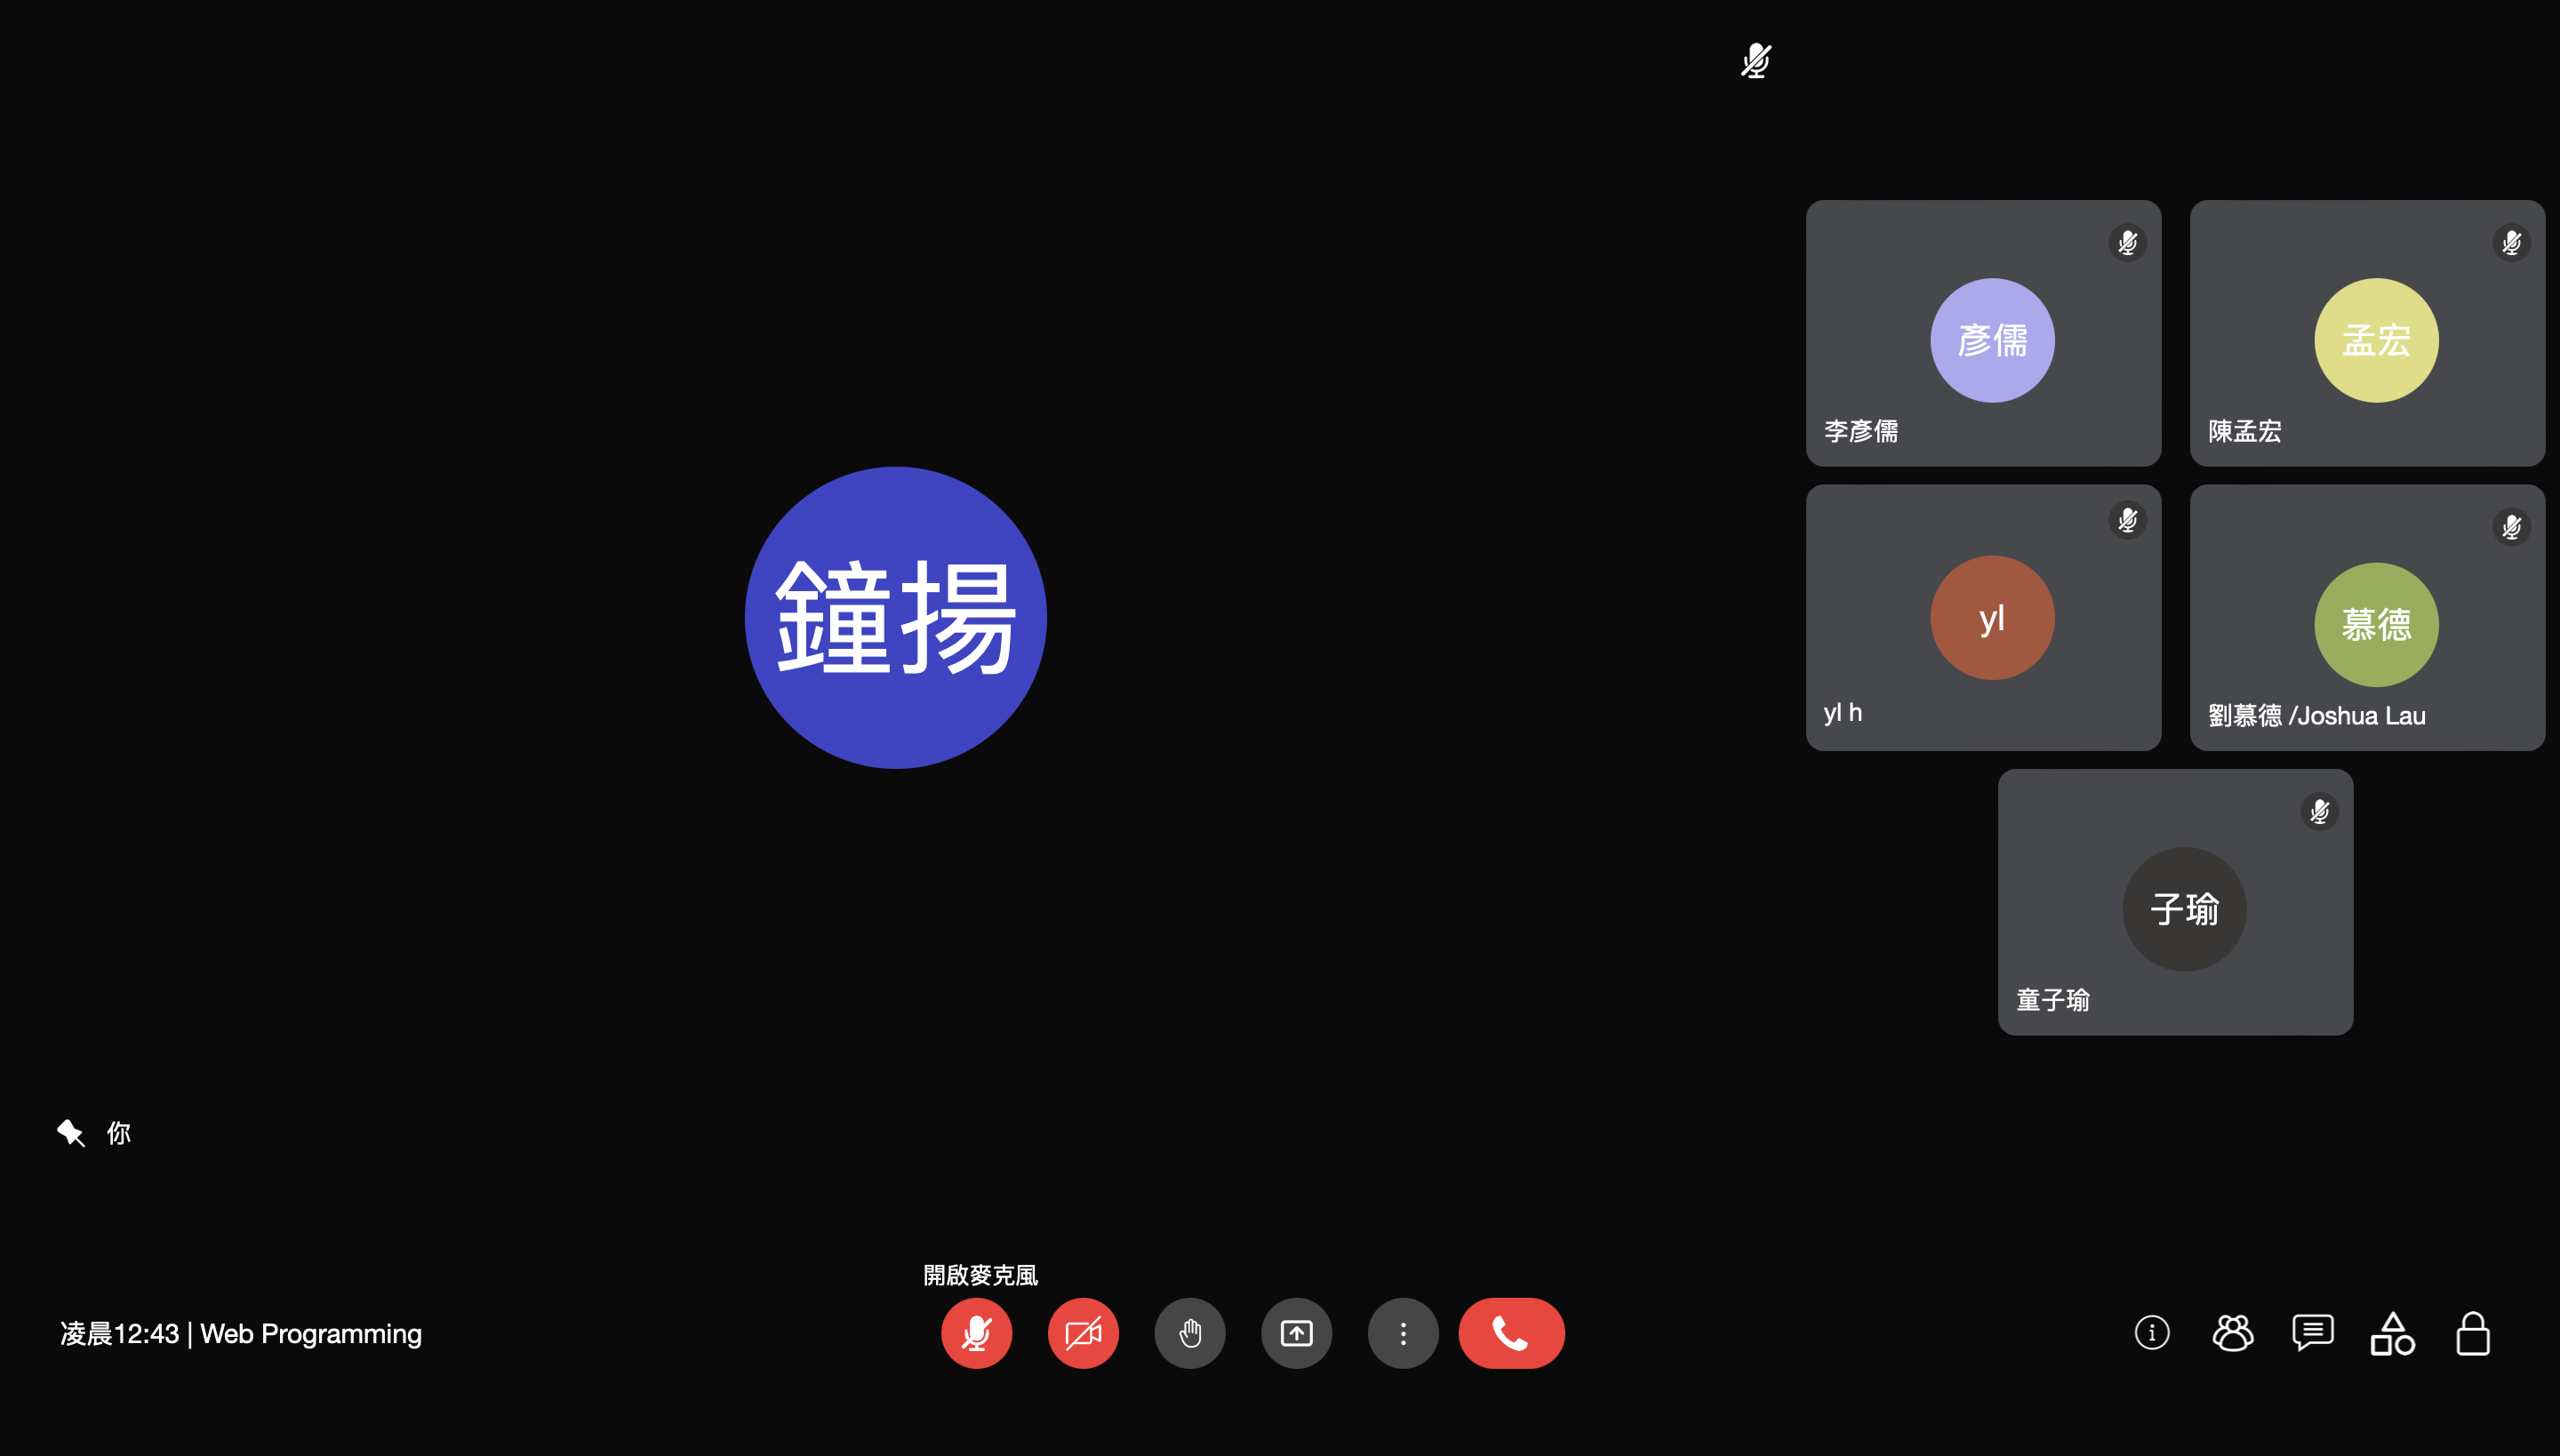 鐘揚
你
彥儒
李彥儒
孟宏
陳孟宏
yl
yl h
慕德
劉慕德 /Joshua Lau
子瑜
童子瑜
開啟麥克風
凌晨12:43 | Web Programming